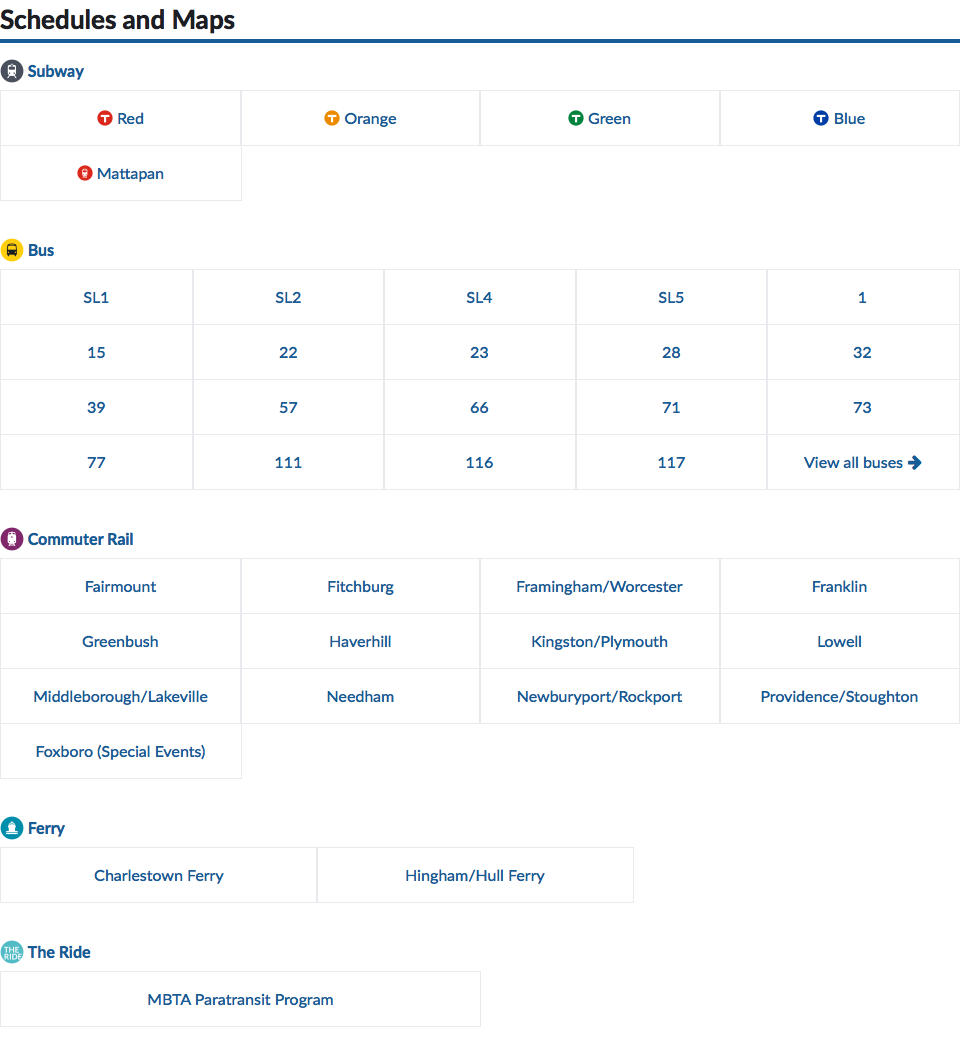 Schedules and Maps
Subway
T Red
T Orange
T Green
T Blue
Mattapan
Bus
SL1
SL2
SL4
SL5
1
15
22
23
28
32
39
57
66
71
73
77
111
116
117
View all buses
Commuter Rail
Fairmount
Fitchburg
Framingham/Worcester
Franklin
Greenbush
Haverhill
Kingston/Plymouth
Lowell
Middleborough/Lakeville
Needham
Newburyport/Rockport
Providence/Stoughton
Foxboro (Special Events)
Ferry
Charlestown Ferry
Hingham/Hull Ferry
THE
RIDE
The Ride
MBTA Paratransit Program